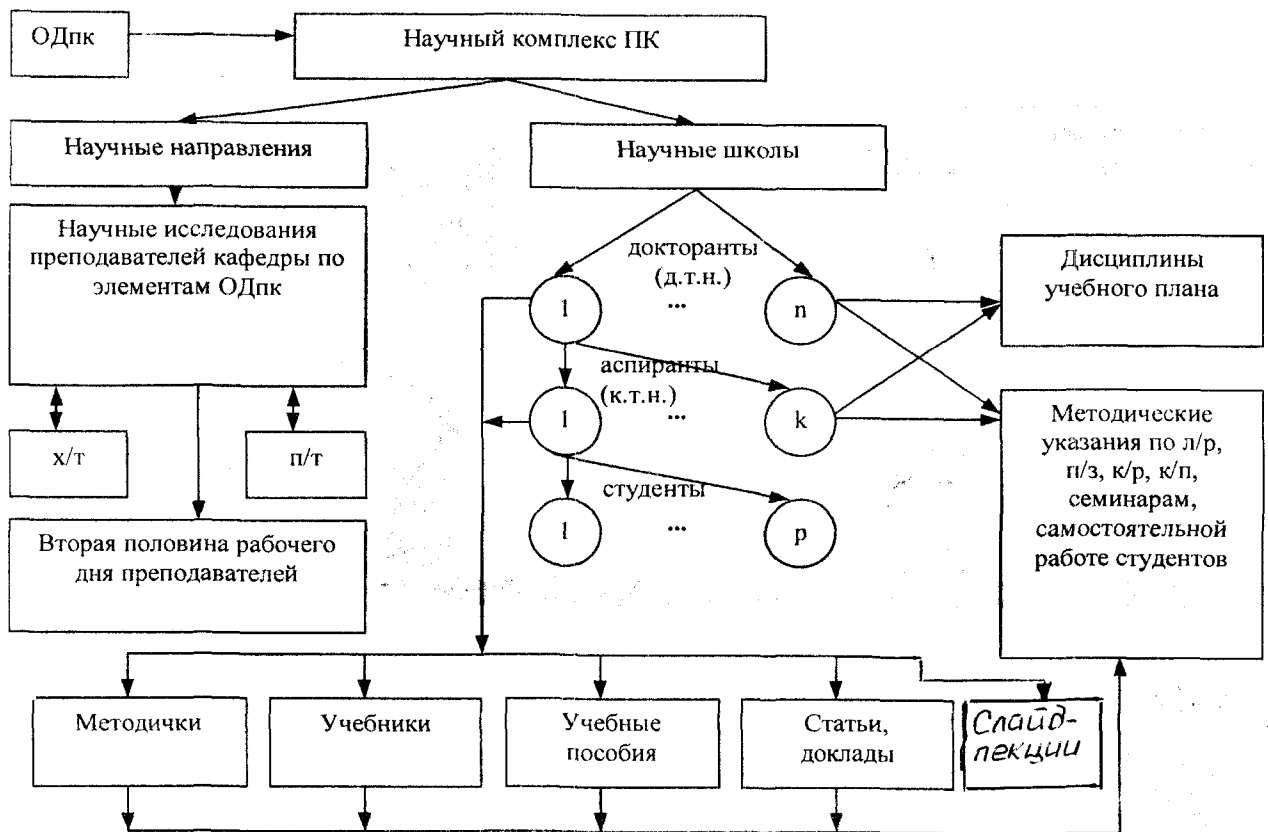 ОДпк
Научный комплекс ПК
Научные направления
Научные школы
Научные исследования
преподавателей кафедры по
элементам ОДпк
докторанты
(д.т.н.)
1
...
n
Дисциплины
учебного плана
аспиранты
(к.т.н.)
1
...
k
х/т
п/т
Методические
указания по л/р,
п/з, к/р, к/п,
семинарам,
самостоятельной
работе студентов
студенты
1
...
p
Вторая половина рабочего
дня преподавателей
Методички
Учебники
Учебные
пособия
Статьи,
доклады
Слайд-
лекции